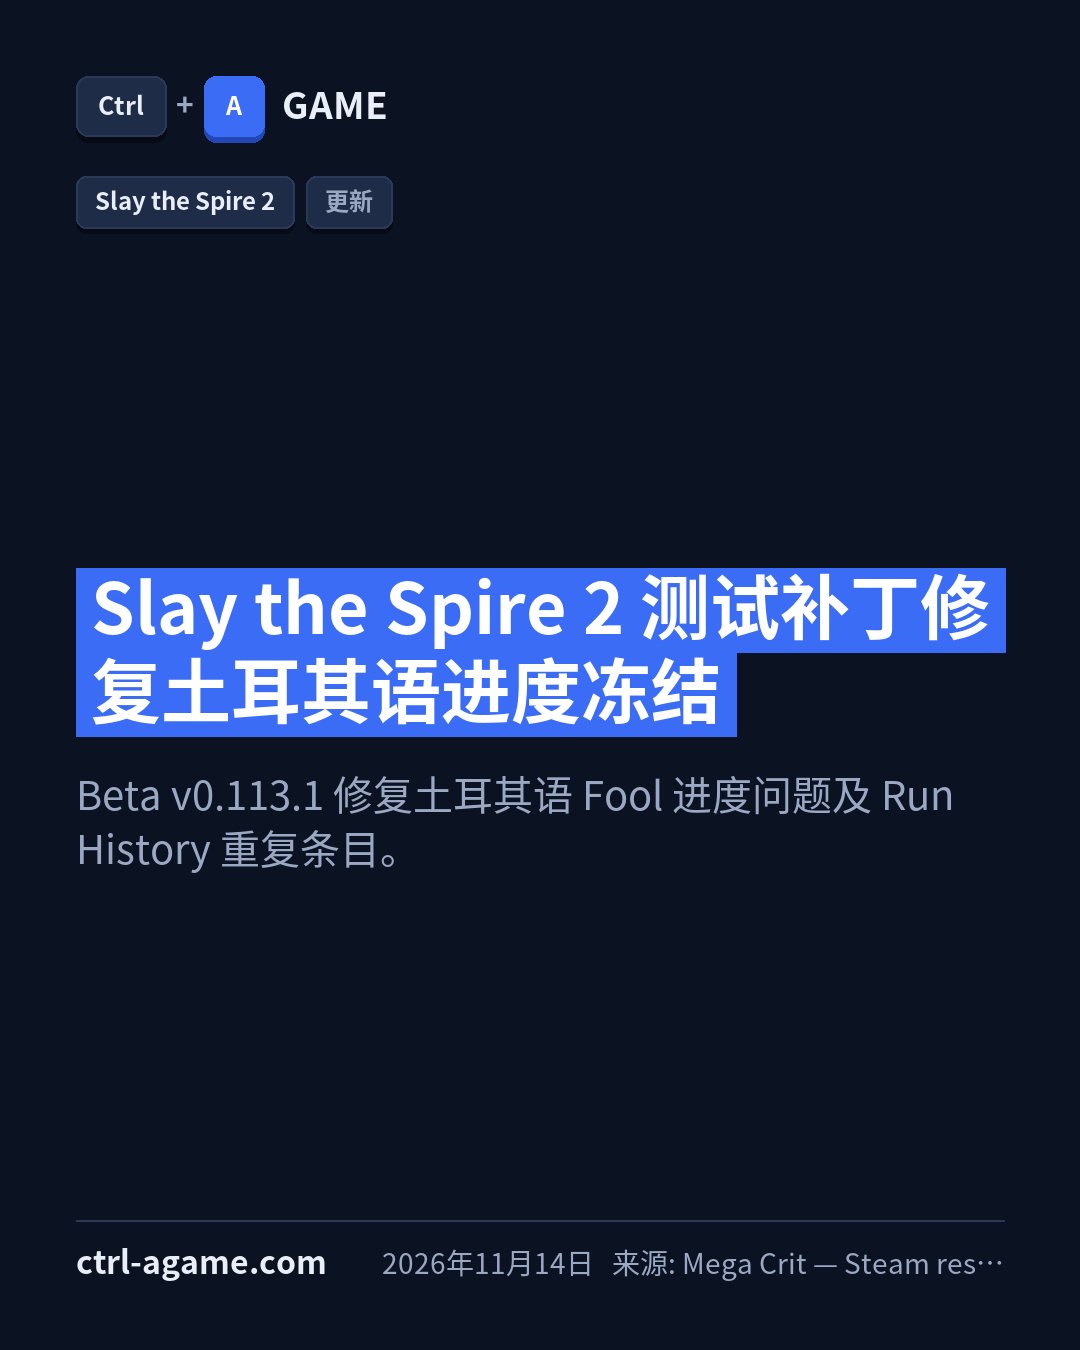 Ctrl + A GAME
Slay the Spire 2 更新
Slay the Spire 2 测试补丁修
复土耳其语进度冻结
Beta v0.113.1 修复土耳其语 Fool 进度问题及 Run
History 重复条目。
ctrl-agame.com 2026年11月14日 来源: Mega Crit — Steam res…